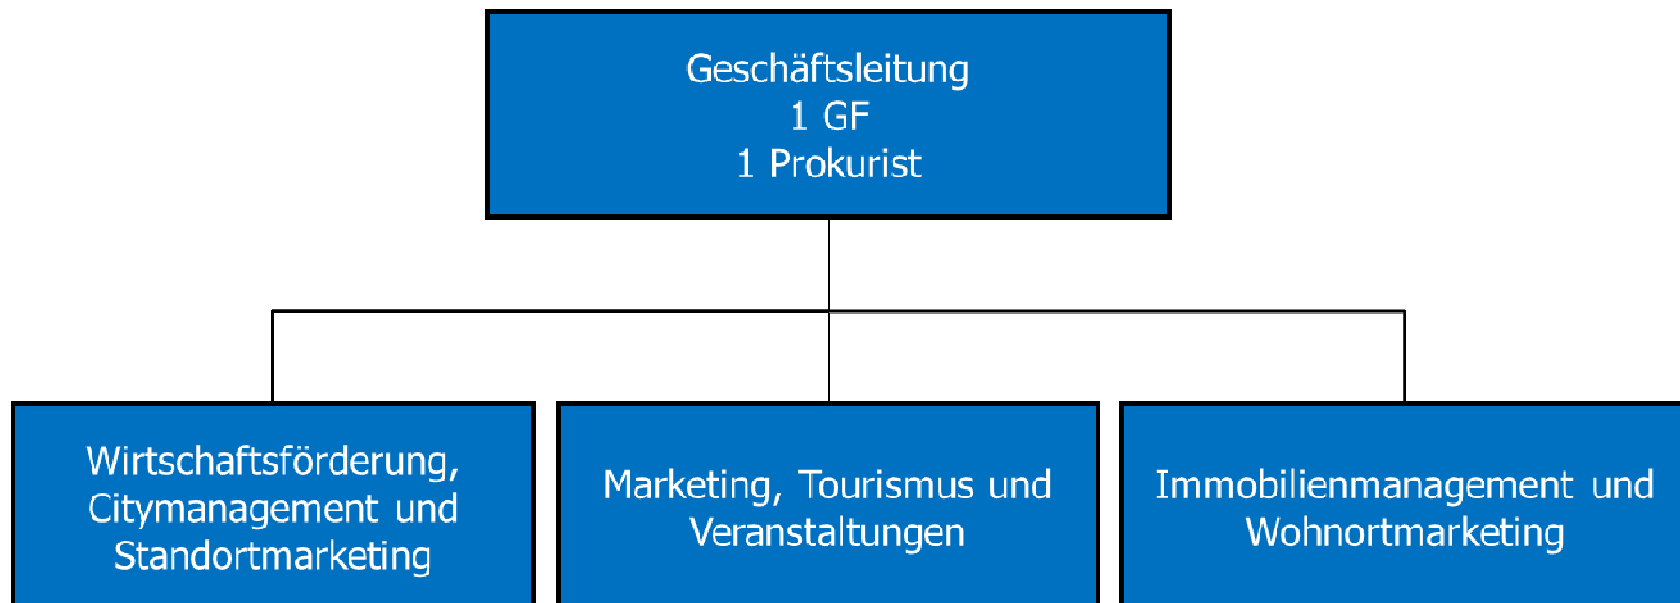 Geschäftsleitung
1 GF
1 Prokurist
Wirtschaftsförderung,
Citymanagement und
Standortmarketing
Marketing, Tourismus und
Veranstaltungen
Immobilienmanagement und
Wohnortmarketing